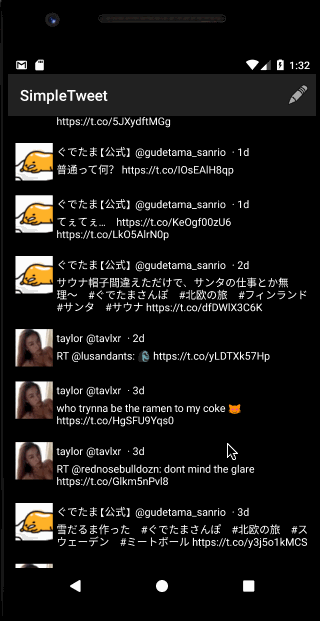 1:32
SimpleTweet
https://t.co/5JXydftMGg
ぐでたま【公式】 @gudetama_sanrio · 1d
普通って何？ https://t.co/IOsEAlH8qp
ぐでたま【公式】 @gudetama_sanrio · 1d
てぇてぇ… https://t.co/KeOgf00zU6
https://t.co/LkO5AlrN0p
ぐでたま【公式】 @gudetama_sanrio · 2d
サウナ帽子間違えただけで、サンタの仕事とか無
理〜 #ぐでたまさんぽ #北欧の旅 #フィンランド
#サンタ #サウナ https://t.co/dfDWIX3C6K
taylor @tavlxr · 2d
RT @lusandants: 🗿 https://t.co/yLDTXk57Hp
taylor @tavlxr · 3d
who trynna be the ramen to my coke 😼
https://t.co/HgSFU9Yqs0
taylor @tavlxr · 3d
RT @rednosebulldozn: dont mind the glare
https://t.co/GIkm5nPvl8
ぐでたま【公式】 @gudetama_sanrio · 3d
雪だるま作った #ぐでたまさんぽ #北欧の旅 #ス
ウェーデン #ミートボール https://t.co/y3j5o1kMCS